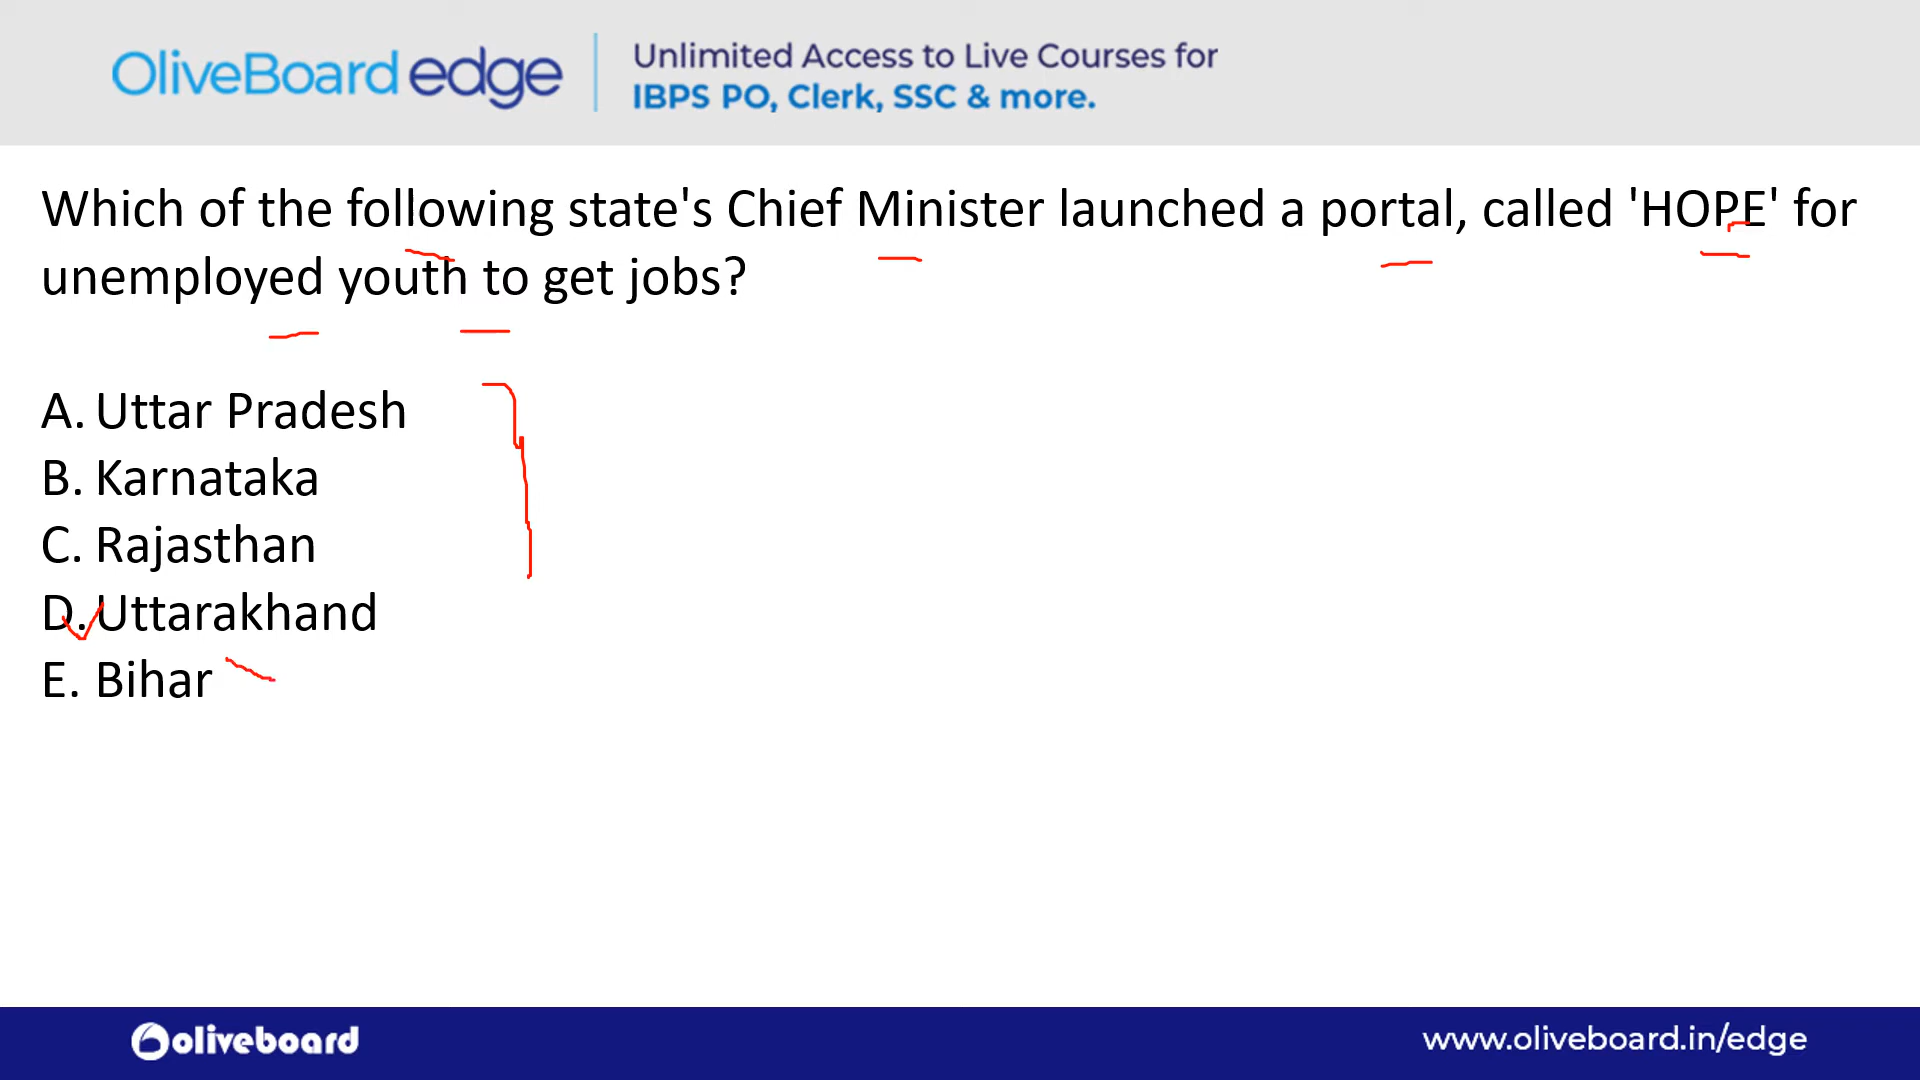 OliveBoard edge
Unlimited Access to Live Courses for
IBPS PO, Clerk, SSC & more.
Which of the following state's Chief Minister launched a portal, called 'HOPE' for
unemployed youth to get jobs?
A. Uttar Pradesh
B. Karnataka
C. Rajasthan
D. Uttarakhand
E. Bihar
oliveboard
www.oliveboard.in/edge